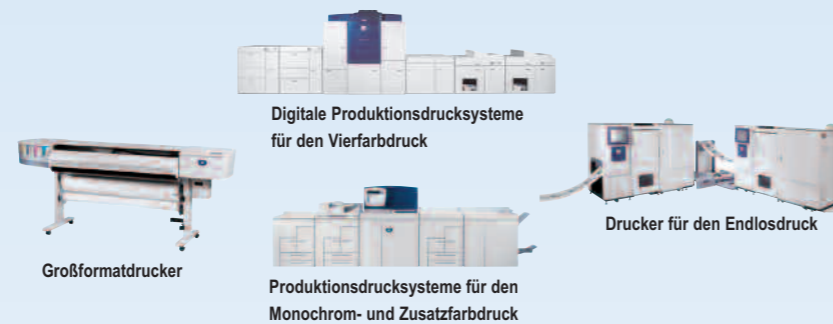 Digitale Produktionsdrucksysteme
für den Vierfarbdruck
Großformatdrucker
Drucker für den Endlosdruck
Produktionsdrucksysteme für den
Monochrom- und Zusatzfarbdruck